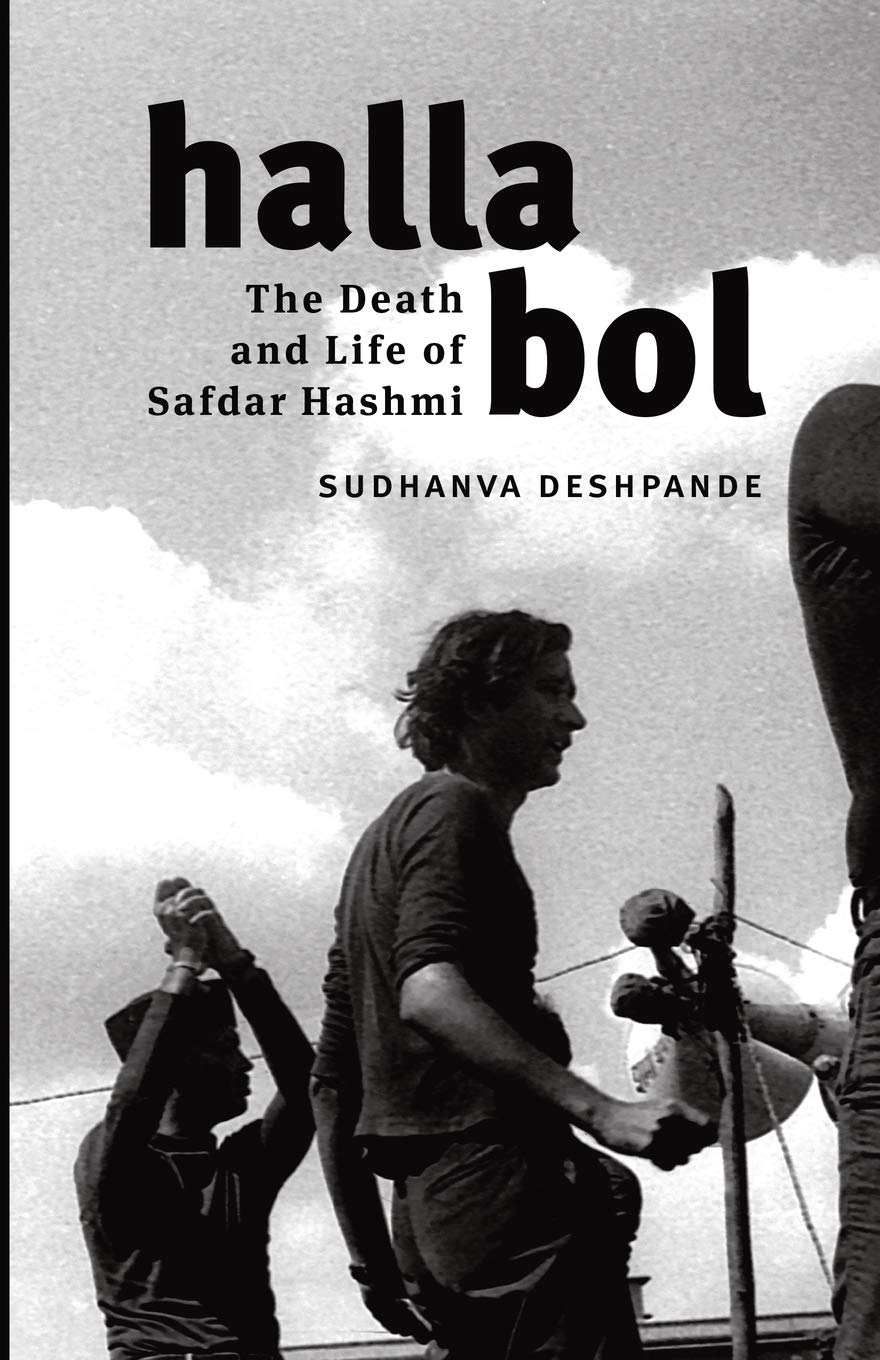 halla
bol
The Death
and Life of
Safdar Hashmi
SUDHANVA DESHPANDE